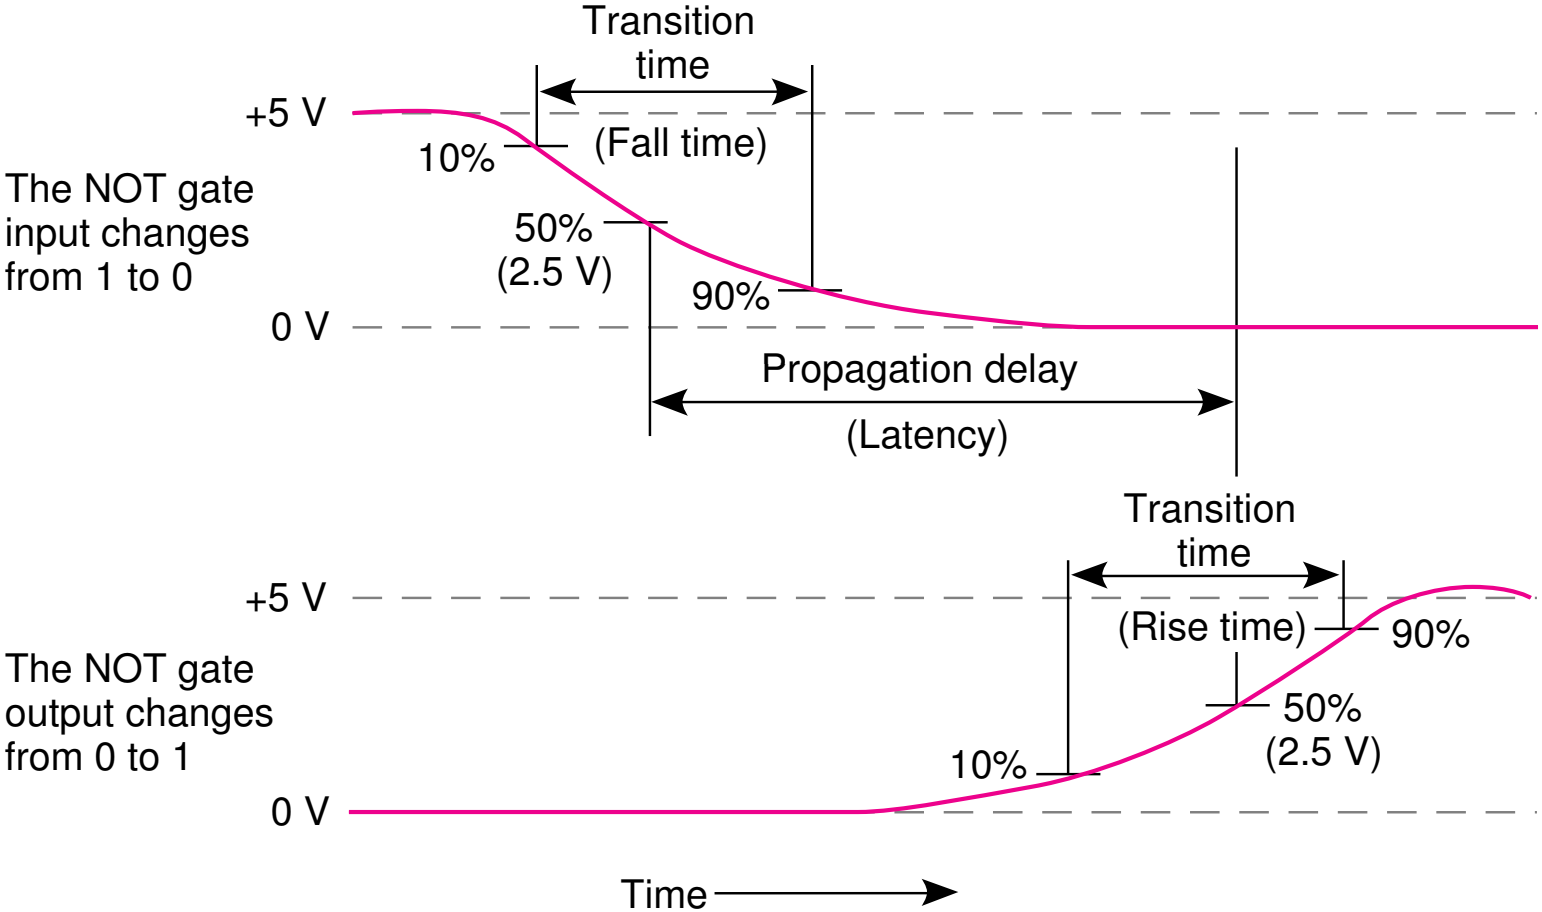 Transition
time
+5 V
(Fall time)
10%
The NOT gate
input changes
from 1 to 0
50%
(2.5 V)
90%
0 V
Propagation delay
(Latency)
Transition
time
+5 V
(Rise time)
90%
The NOT gate
output changes
from 0 to 1
50%
(2.5 V)
10%
0 V
Time